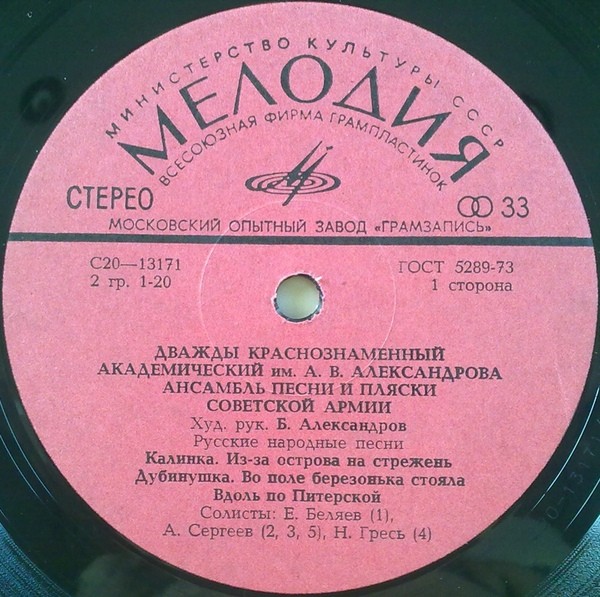 МИНИСТЕРСТВО КУЛЬТУРЫ СССР
МЕЛОДИЯ
ВСЕСОЮЗНАЯ ФИРМА ГРАМПЛАСТИНОК
СТЕРЕО
33
МОСКОВСКИЙ ОПЫТНЫЙ ЗАВОД «ГРАМЗАПИСЬ»
С20—13171
ГОСТ 5289-73
2 гр. 1-20
1 сторона
ДВАЖДЫ КРАСНОЗНАМЕННЫЙ
АКАДЕМИЧЕСКИЙ им. А. В. АЛЕКСАНДРОВА
АНСАМБЛЬ ПЕСНИ И ПЛЯСКИ
СОВЕТСКОЙ АРМИИ
Худ. рук. Б. Александров
Русские народные песни
Калинка. Из-за острова на стрежень
Дубинушка. Во поле березонька стояла
Вдоль по Питерской
Солисты: Е. Беляев (1),
А. Сергеев (2, 3, 5), Н. Гресь (4)